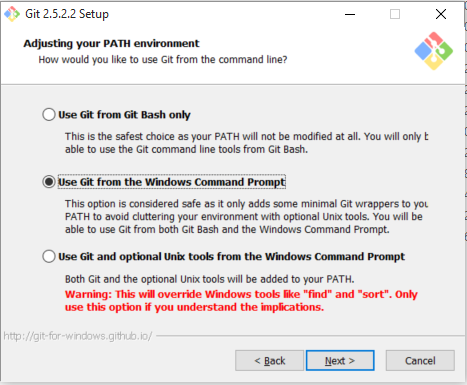 Git 2.5.2.2 Setup
Adjusting your PATH environment
How would you like to use Git from the command line?
Use Git from Git Bash only
This is the safest choice as your PATH will not be modified at all. You will only
able to use the Git command line tools from Git Bash.
Use Git from the Windows Command Prompt
This option is considered safe as it only adds some minimal Git wrappers to you
PATH to avoid cluttering your environment with optional Unix tools. You will be
able to use Git from both Git Bash and the Windows Command Prompt.
Use Git and optional Unix tools from the Windows Command Prompt
Both Git and the optional Unix tools will be added to your PATH.
Warning: This will override Windows tools like "find" and "sort". Only
use this option if you understand the implications.
http://git-for-windows.github.io/
< Back
Next >
Cancel